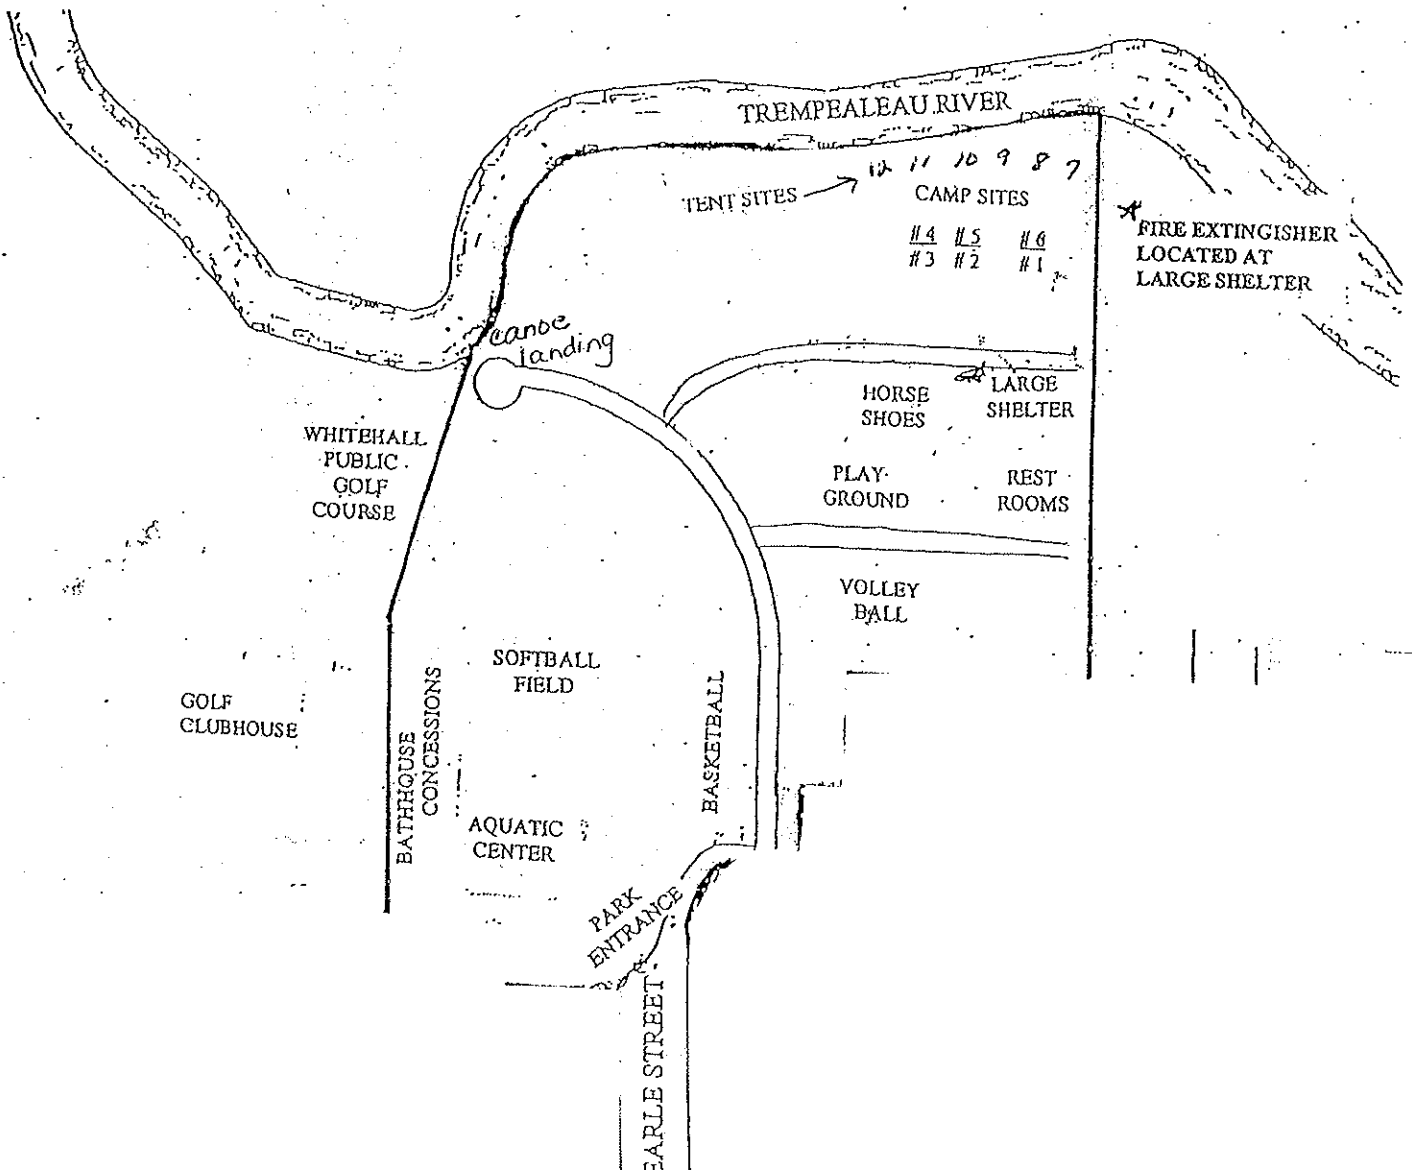 TREMPEALEAU RIVER
12 11 10 9 8 7
TENT SITES
CAMP SITES
#4 #5 #6
#3 #2 #1
FIRE EXTINGISHER
LOCATED AT
LARGE SHELTER
canoe
landing
HORSE
SHOES
LARGE
SHELTER
WHITEHALL
PUBLIC
GOLF
COURSE
PLAY-
GROUND
REST
ROOMS
VOLLEY
BALL
SOFTBALL
FIELD
GOLF
CLUBHOUSE
BATHHOUSE
CONCESSIONS
BASKETBALL
AQUATIC
CENTER
PARK
ENTRANCE
EARLE STREET